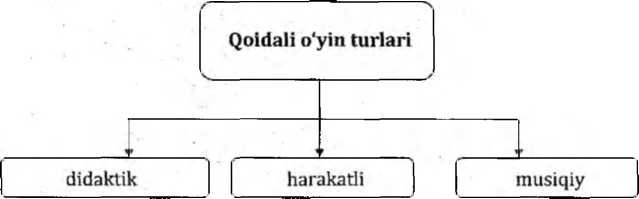 Qoidali o‘yin turlari
didaktik
harakatli
musiqiy